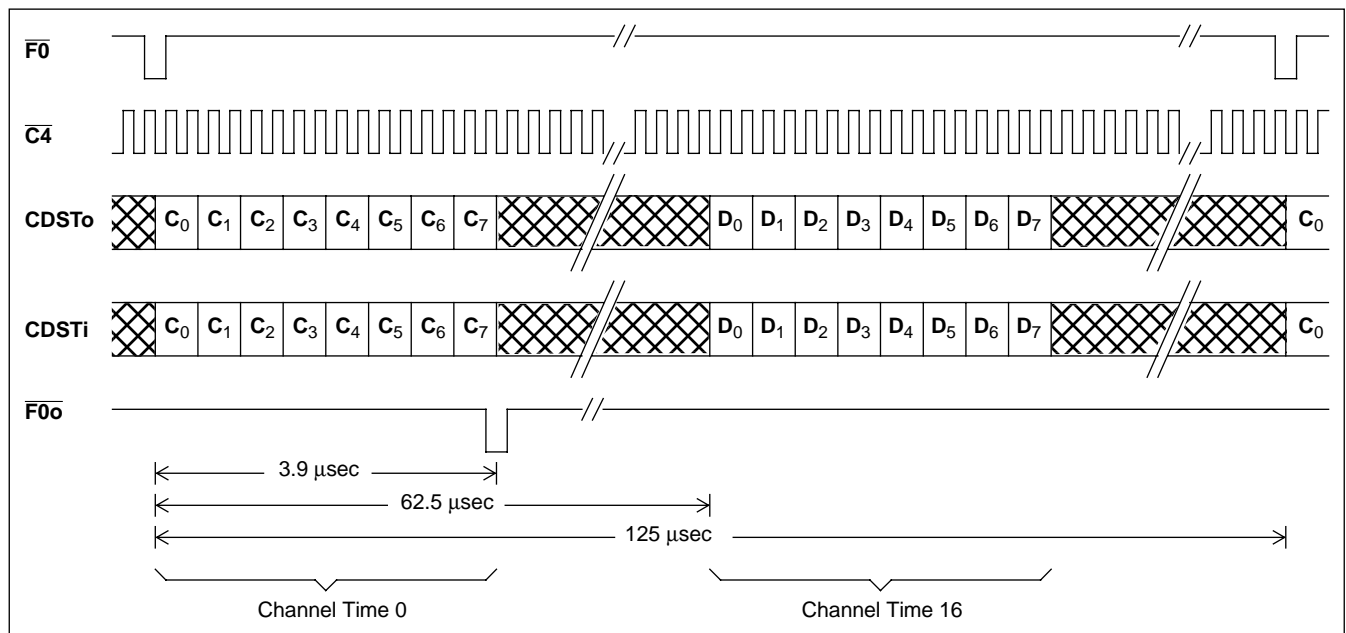 F0
C4
CDSTo C0 C1 C2 C3 C4 C5 C6 C7 D0 D1 D2 D3 D4 D5 D6 D7 C0
CDSTi C0 C1 C2 C3 C4 C5 C6 C7 D0 D1 D2 D3 D4 D5 D6 D7 C0
F0o
3.9 μsec
62.5 μsec
125 μsec
Channel Time 0 Channel Time 16